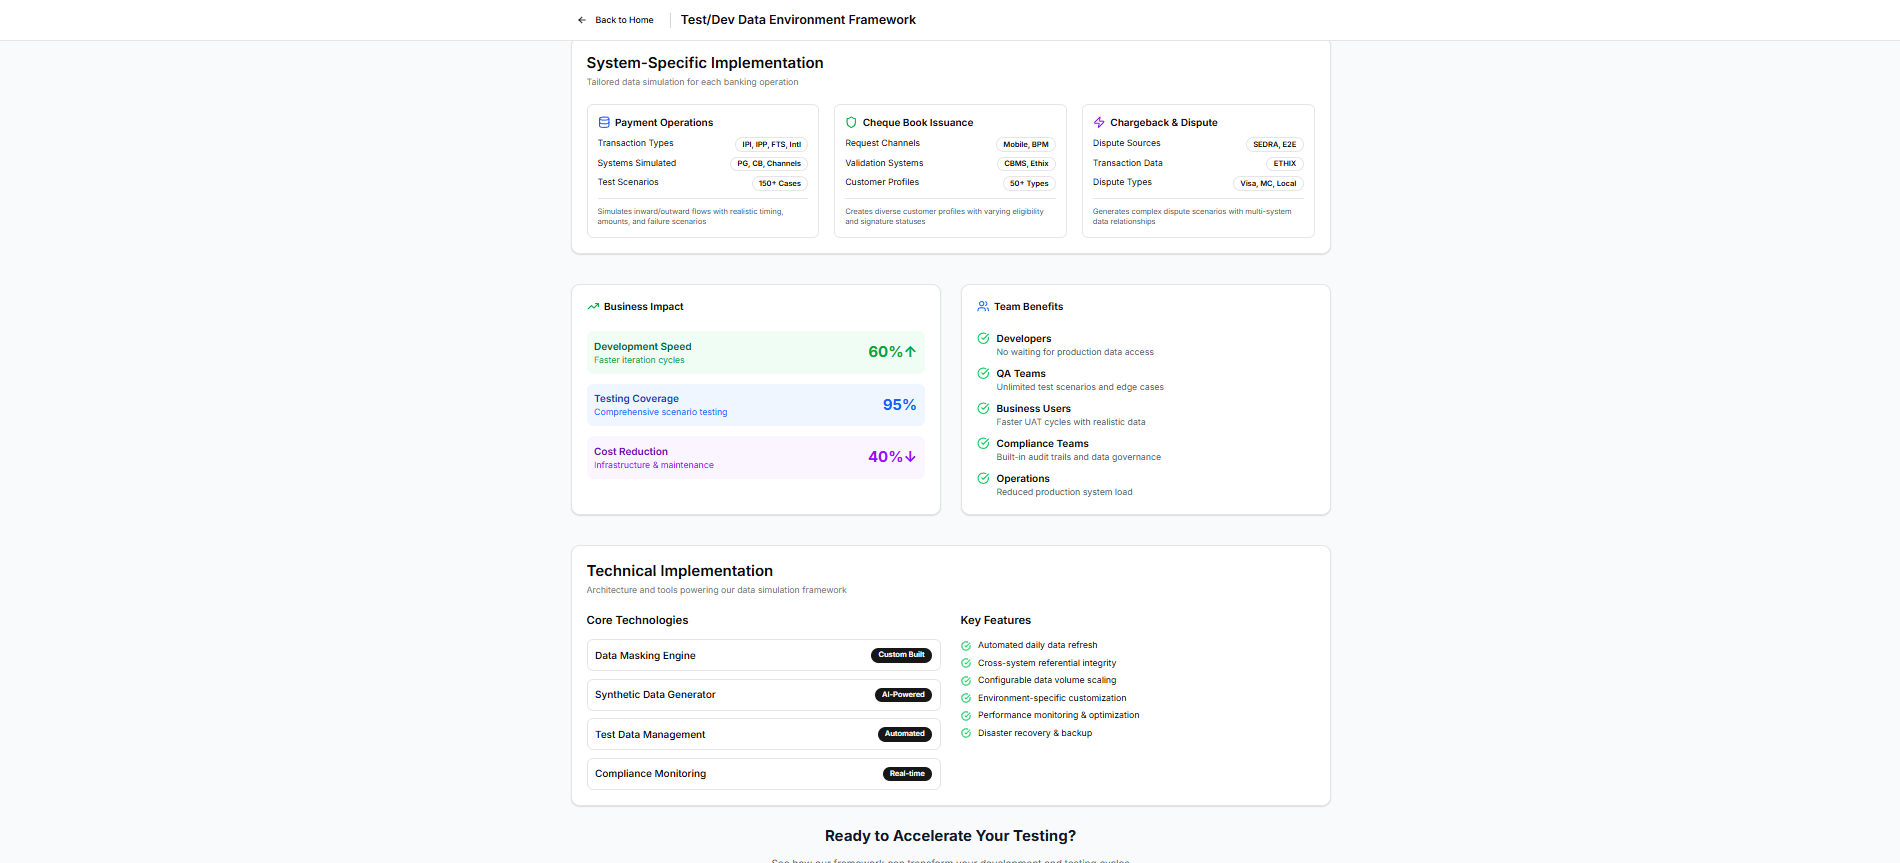 Back to Home
Test/Dev Data Environment Framework
System-Specific Implementation
Tailored data simulation for each banking operation
Payment Operations
Transaction Types
IPI, IPP, FTS, Intl
Systems Simulated
PG, CB, Channels
Test Scenarios
150+ Cases
Simulates inward/outward flows with realistic timing,
amounts, and failure scenarios
Cheque Book Issuance
Request Channels
Mobile, BPM
Validation Systems
CBMS, Ethix
Customer Profiles
50+ Types
Creates diverse customer profiles with varying eligibility
and signature statuses
Chargeback & Dispute
Dispute Sources
SEDRA, E2E
Transaction Data
ETHIX
Dispute Types
Visa, MC, Local
Generates complex dispute scenarios with multi-system
data relationships
Business Impact
Development Speed
Faster iteration cycles
60%↑
Testing Coverage
Comprehensive scenario testing
95%
Cost Reduction
Infrastructure & maintenance
40%↓
Team Benefits
Developers
No waiting for production data access
QA Teams
Unlimited test scenarios and edge cases
Business Users
Faster UAT cycles with realistic data
Compliance Teams
Built-in audit trails and data governance
Operations
Reduced production system load
Technical Implementation
Architecture and tools powering our data simulation framework
Core Technologies
Data Masking Engine
Custom Built
Synthetic Data Generator
AI-Powered
Test Data Management
Automated
Compliance Monitoring
Real-time
Key Features
Automated daily data refresh
Cross-system referential integrity
Configurable data volume scaling
Environment-specific customization
Performance monitoring & optimization
Disaster recovery & backup
Ready to Accelerate Your Testing?
See how our framework can transform your development and testing cycles